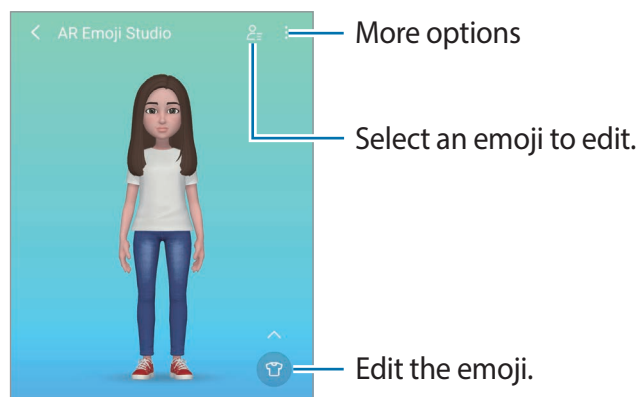 AR Emoji Studio
More options
Select an emoji to edit.
Edit the emoji.